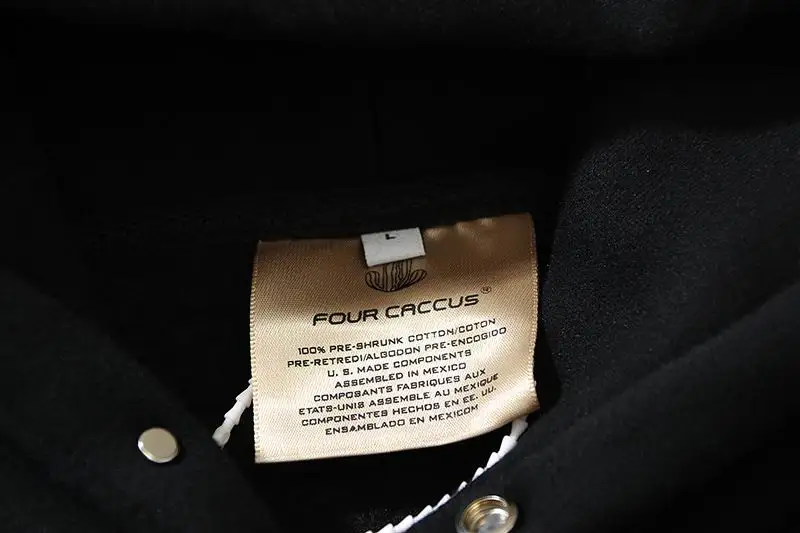 L
FOUR CACCUS®
100% PRE-SHRUNK COTTON/COTON
PRE-RETREDI/ALGODON PRE-ENCOGIDO
U. S. MADE COMPONENTS
ASSEMBLED IN MEXICO
COMPOSANTS FABRIQUES AUX
ETATS-UNIS ASSEMBLE AU MEXIQUE
COMPONENTES HECHOS EN EE. UU.
ENSAMBLADO EN MEXICOM